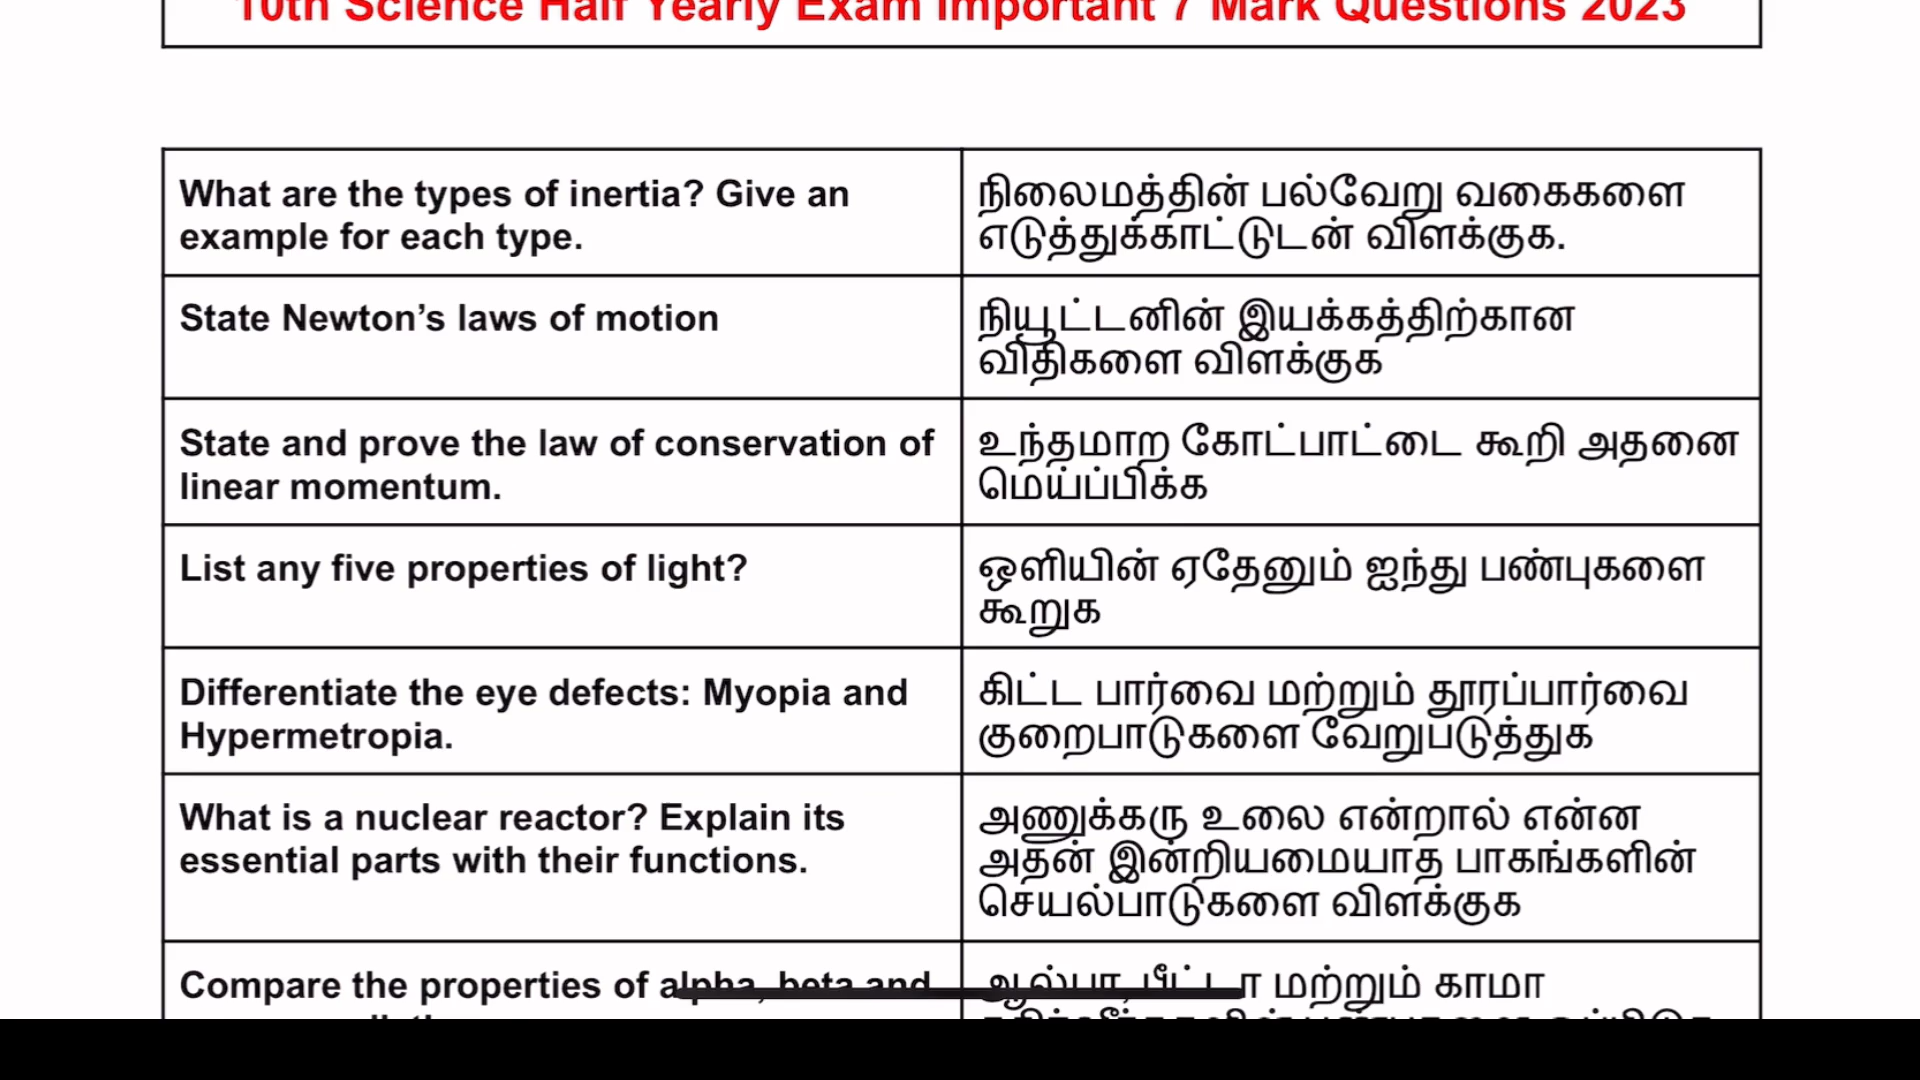 10th Science Half Yearly Exam Important 7 Mark Questions 2023
What are the types of inertia? Give an
example for each type.
நிலைமத்தின் பல்வேறு வகைகளை
எடுத்துக்காட்டுடன் விளக்குக.
State Newton’s laws of motion
நியூட்டனின் இயக்கத்திற்கான
விதிகளை விளக்குக
State and prove the law of conservation of
linear momentum.
உந்தமாற கோட்பாட்டை கூறி அதனை
மெய்ப்பிக்க
List any five properties of light?
ஒளியின் ஏதேனும் ஐந்து பண்புகளை
கூறுக
Differentiate the eye defects: Myopia and
Hypermetropia.
கிட்ட பார்வை மற்றும் தூரப்பார்வை
குறைபாடுகளை வேறுபடுத்துக
What is a nuclear reactor? Explain its
essential parts with their functions.
அணுக்கரு உலை என்றால் என்ன
அதன் இன்றியமையாத பாகங்களின்
செயல்பாடுகளை விளக்குக
Compare the properties of alpha, beta and
ஆல்பா, பீட்டா மற்றும் காமா